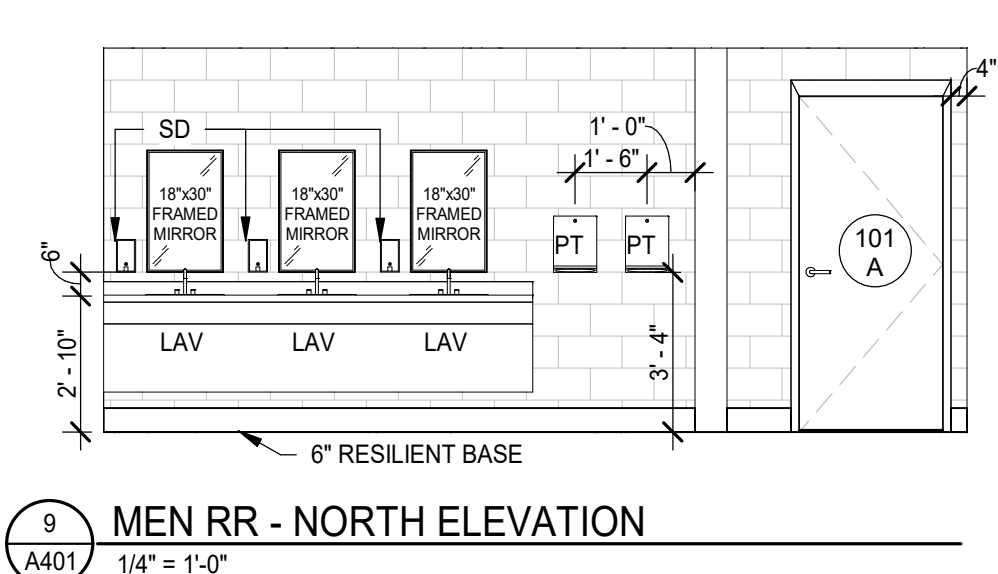 4"
1' - 0"
SD
1' - 6"
18"x30"
FRAMED
MIRROR
18"x30"
FRAMED
MIRROR
18"x30"
FRAMED
MIRROR
PT
PT
101
A
6"
LAV
LAV
LAV
2' - 10"
3' - 4"
6" RESILIENT BASE
9
A401
MEN RR - NORTH ELEVATION
1/4" = 1'-0"